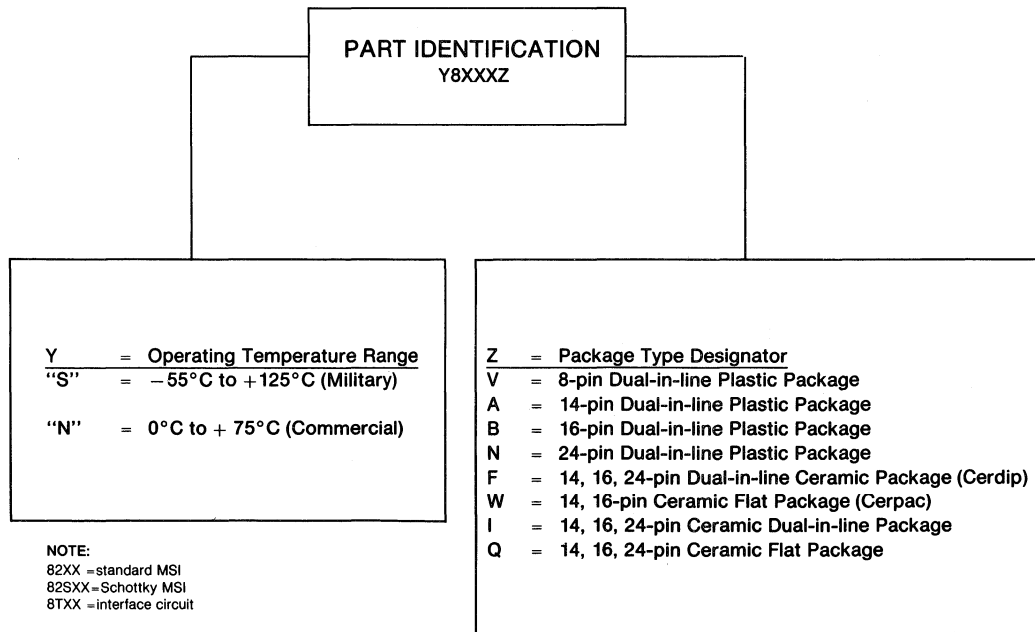 PART IDENTIFICATION
Y8XXXZ
Y = Operating Temperature Range
“S” = −55°C to +125°C (Military)
“N” = 0°C to + 75°C (Commercial)
NOTE:
82XX =standard MSI
82SXX=Schottky MSI
8TXX =interface circuit
Z = Package Type Designator
V = 8-pin Dual-in-line Plastic Package
A = 14-pin Dual-in-line Plastic Package
B = 16-pin Dual-in-line Plastic Package
N = 24-pin Dual-in-line Plastic Package
F = 14, 16, 24-pin Dual-in-line Ceramic Package (Cerdip)
W = 14, 16-pin Ceramic Flat Package (Cerpac)
I = 14, 16, 24-pin Ceramic Dual-in-line Package
Q = 14, 16, 24-pin Ceramic Flat Package